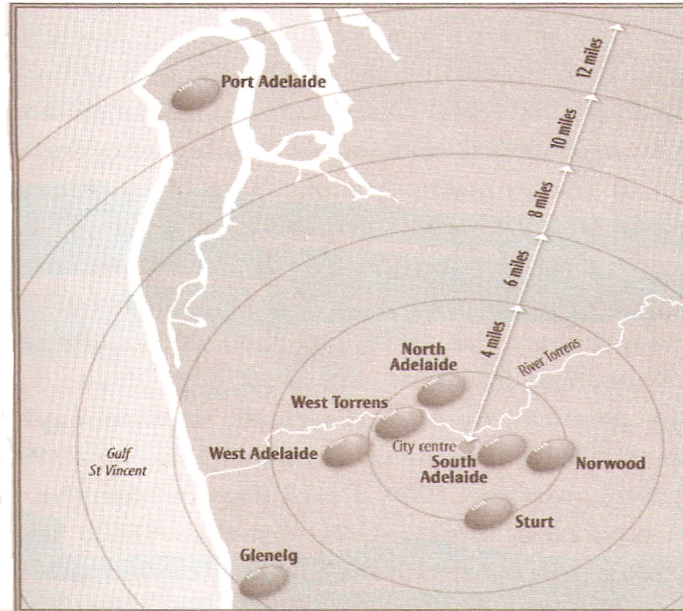 Port Adelaide
12 miles
10 miles
8 miles
6 miles
4 miles
River Torrens
North
Adelaide
West Torrens
City centre
West Adelaide
South
Adelaide
Norwood
Gulf
St Vincent
Sturt
Glenelg